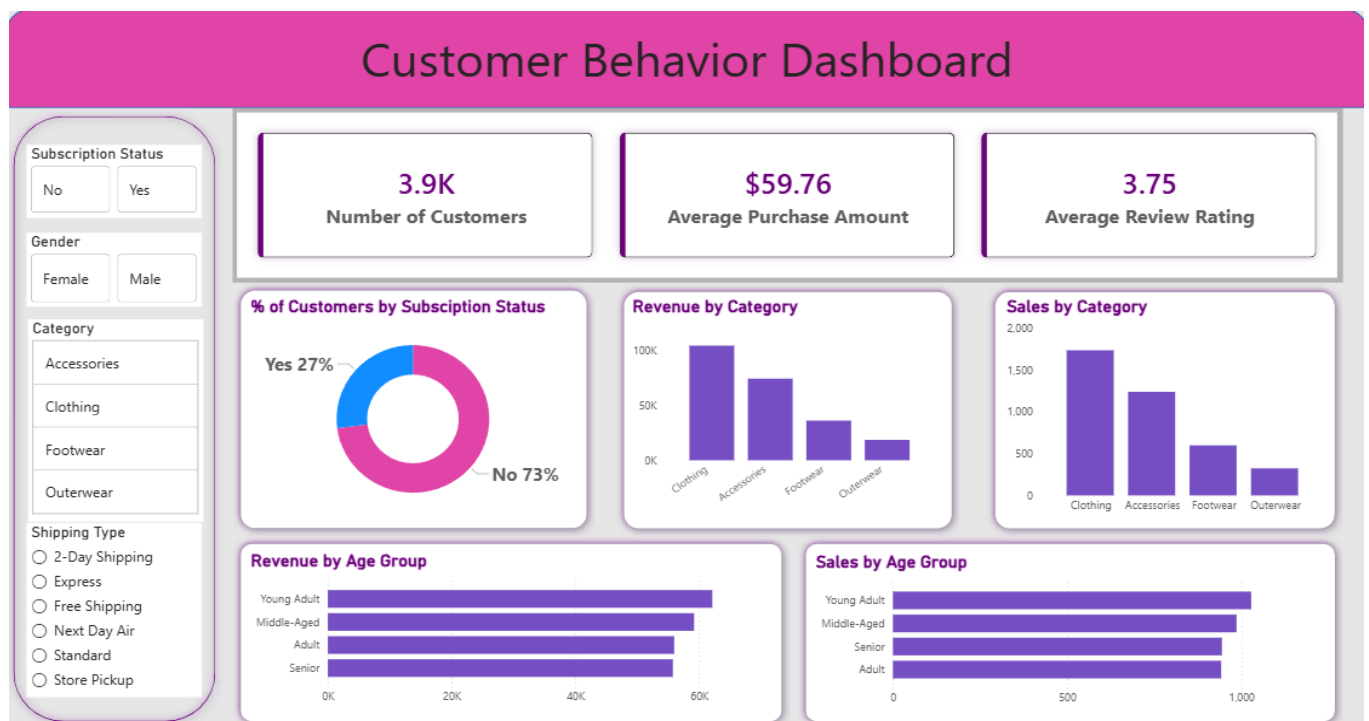 Customer Behavior Dashboard
Subscription Status
No
Yes
Gender
Female
Male
Category
Accessories
Clothing
Footwear
Outerwear
Shipping Type
2-Day Shipping
Express
Free Shipping
Next Day Air
Standard
Store Pickup
3.9K
Number of Customers
$59.76
Average Purchase Amount
3.75
Average Review Rating
% of Customers by Subsciption Status
Yes 27%
No 73%
Revenue by Category
100K
50K
0K
Clothing
Accessories
Footwear
Outerwear
Sales by Category
2,000
1,500
1,000
500
0
Clothing
Accessories
Footwear
Outerwear
Revenue by Age Group
Young Adult
Middle-Aged
Adult
Senior
0K
20K
40K
60K
Sales by Age Group
Young Adult
Middle-Aged
Senior
Adult
0
500
1,000